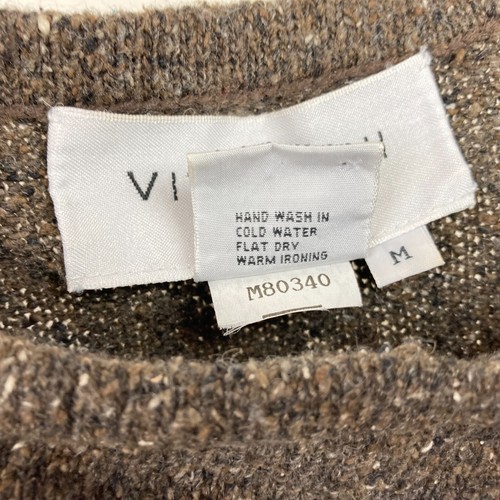 HAND WASH IN
COLD WATER
FLAT DRY
WARM IRONING
M80340
M